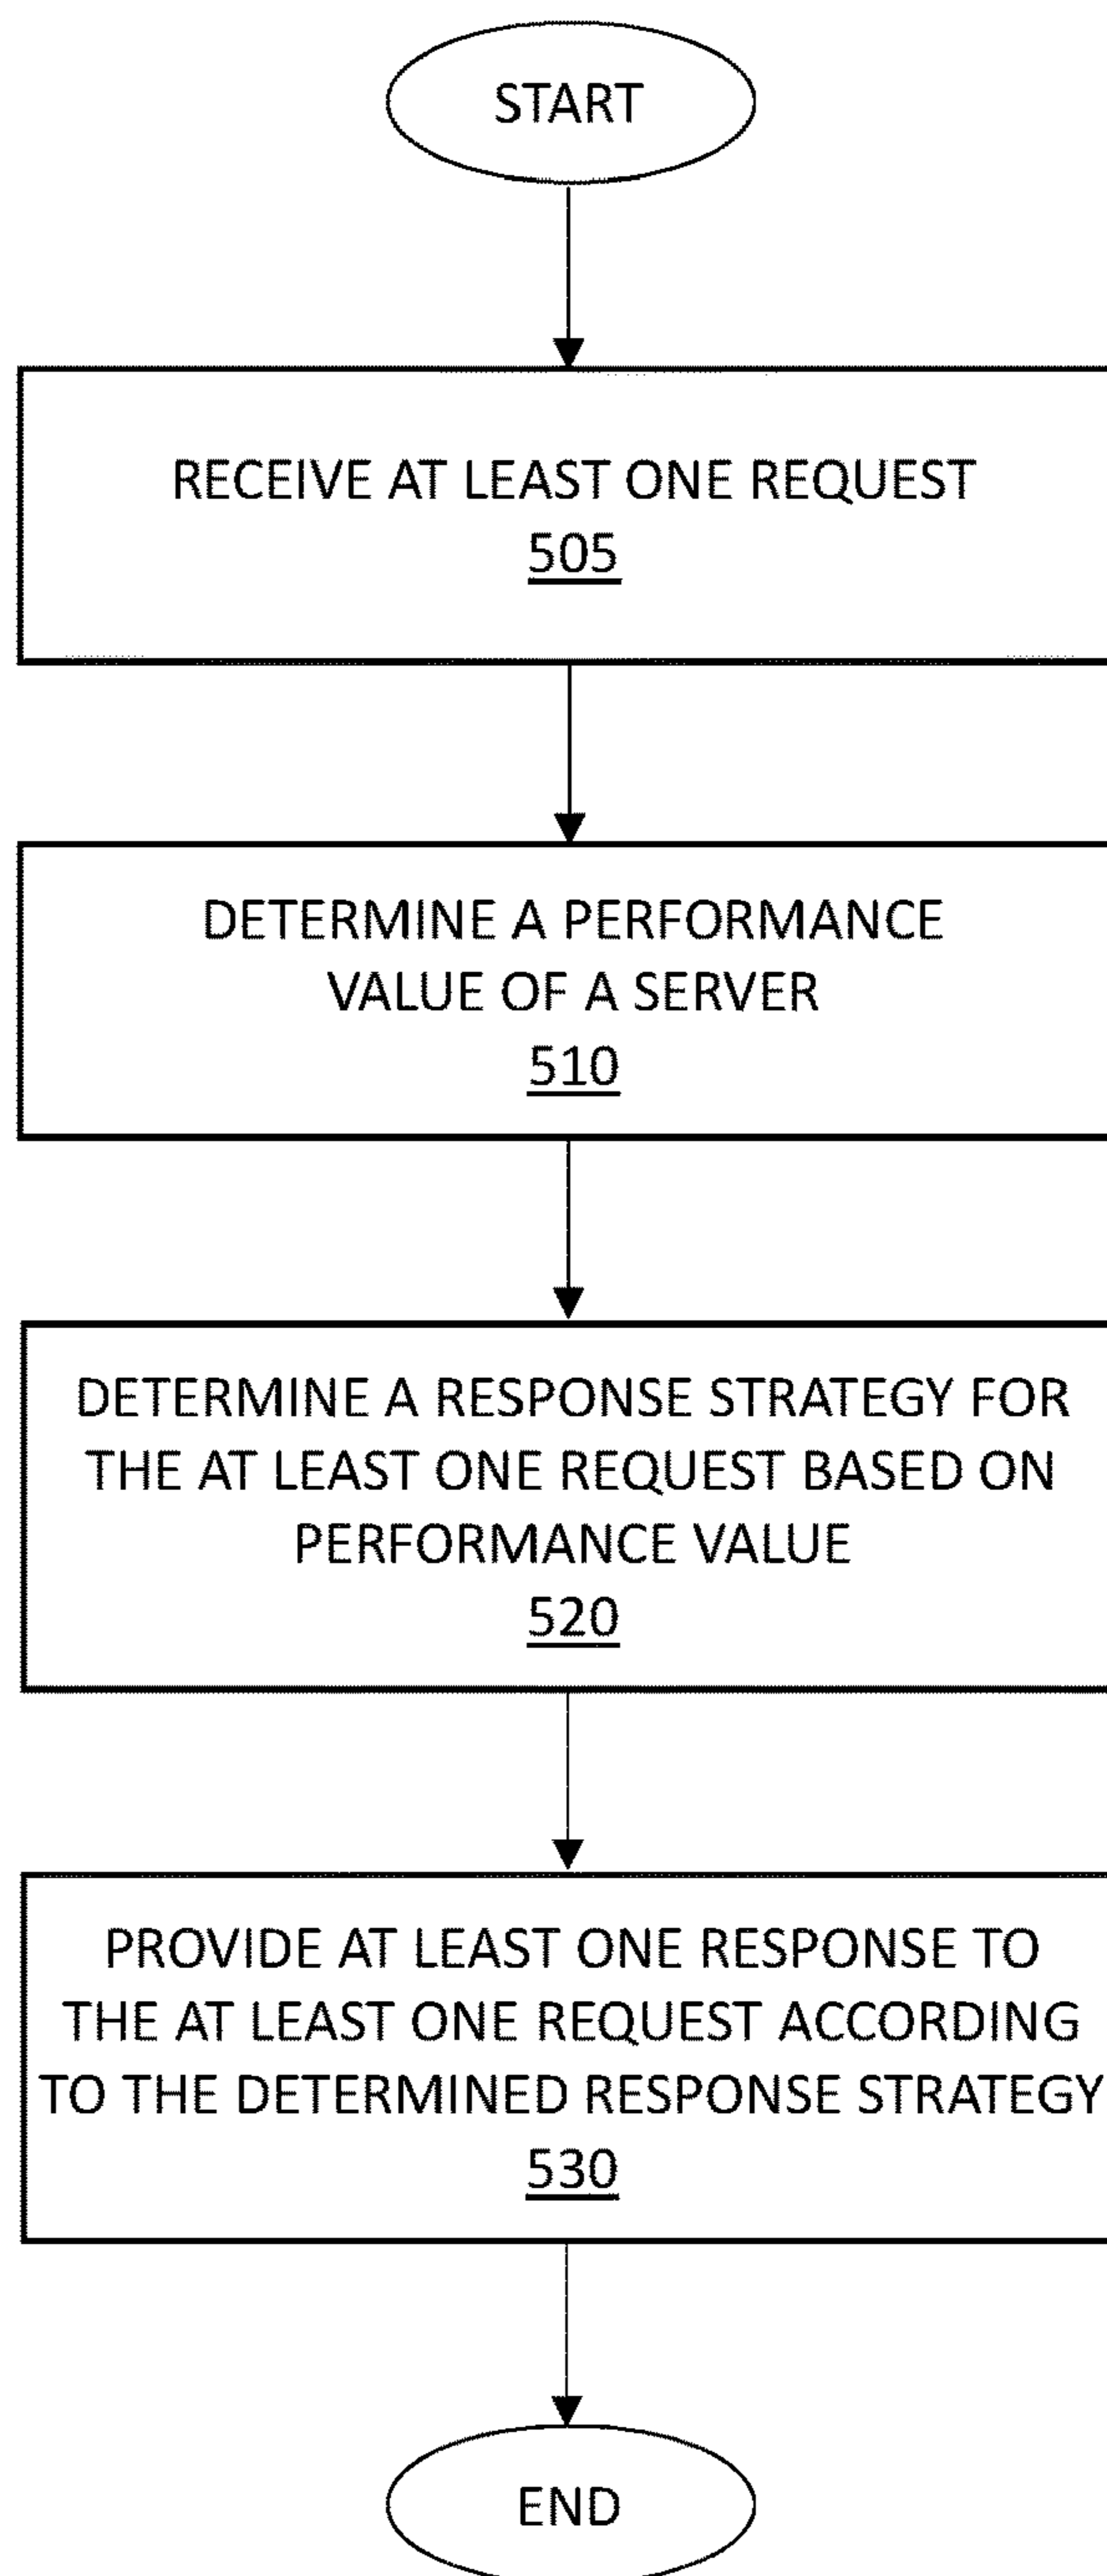 START
RECEIVE AT LEAST ONE REQUEST
505
DETERMINE A PERFORMANCE
VALUE OF A SERVER
510
DETERMINE A RESPONSE STRATEGY FOR
THE AT LEAST ONE REQUEST BASED ON
PERFORMANCE VALUE
520
PROVIDE AT LEAST ONE RESPONSE TO
THE AT LEAST ONE REQUEST ACCORDING
TO THE DETERMINED RESPONSE STRATEGY
530
END